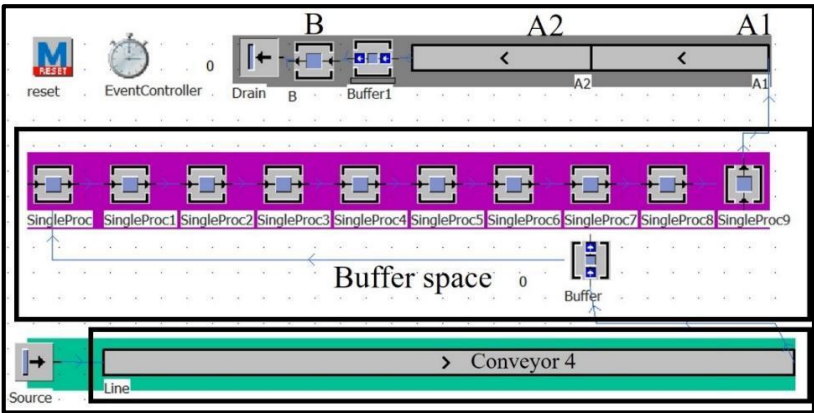 B A2 A1
M
RESET
0
reset EventController Drain B Buffer1 A2 A1
SingleProc SingleProc1 SingleProc2 SingleProc3 SingleProc4 SingleProc5 SingleProc6 SingleProc7 SingleProc8 SingleProc9
Buffer space 0
Buffer
Conveyor 4
Line
Source